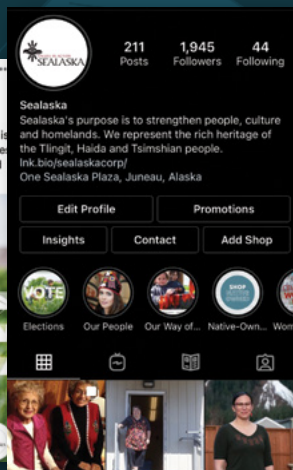 SEALASKA
211
Posts
1,945
Followers
44
Following
Sealaska
Sealaska's purpose is to strengthen people, culture
and homelands. We represent the rich heritage of
the Tlingit, Haida and Tsimshian people.
lnk.bio/sealaskacorp/
One Sealaska Plaza, Juneau, Alaska
Edit Profile
Promotions
Insights
Contact
Add Shop
VOTE
SHOP
Elections
Our People
Our Way of...
Native-Own...